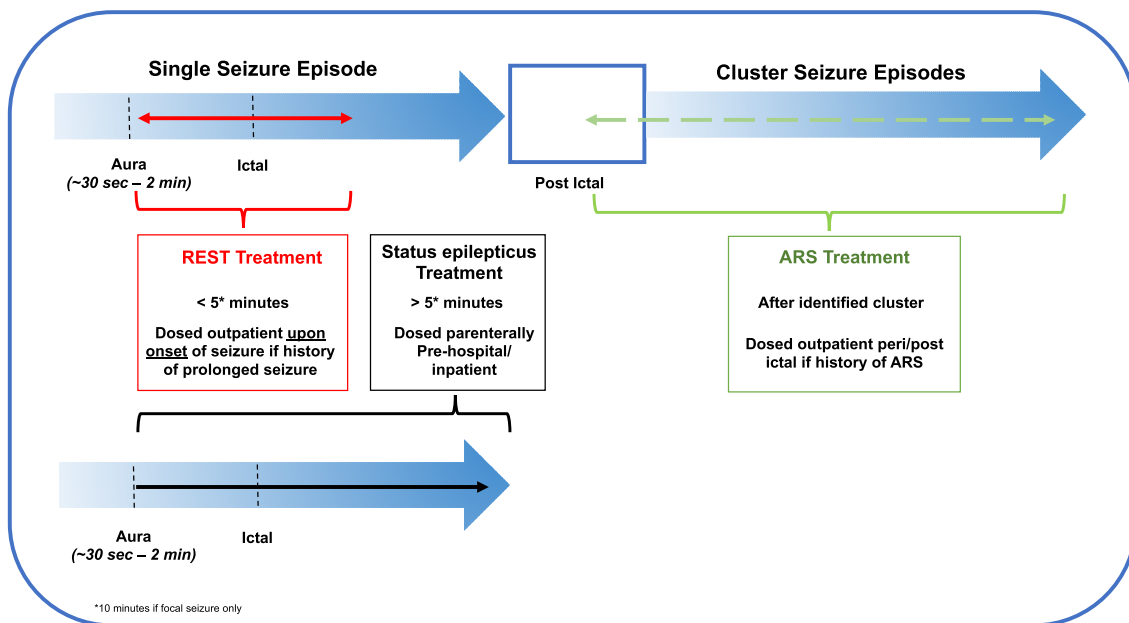 Single Seizure Episode
Cluster Seizure Episodes
Aura
(~30 sec – 2 min)
Ictal
Post Ictal
REST Treatment
< 5* minutes
Dosed outpatient upon
onset of seizure if history
of prolonged seizure
Status epilepticus
Treatment
> 5* minutes
Dosed parenterally
Pre-hospital/
inpatient
ARS Treatment
After identified cluster
Dosed outpatient peri/post
ictal if history of ARS
Aura
(~30 sec – 2 min)
Ictal
*10 minutes if focal seizure only